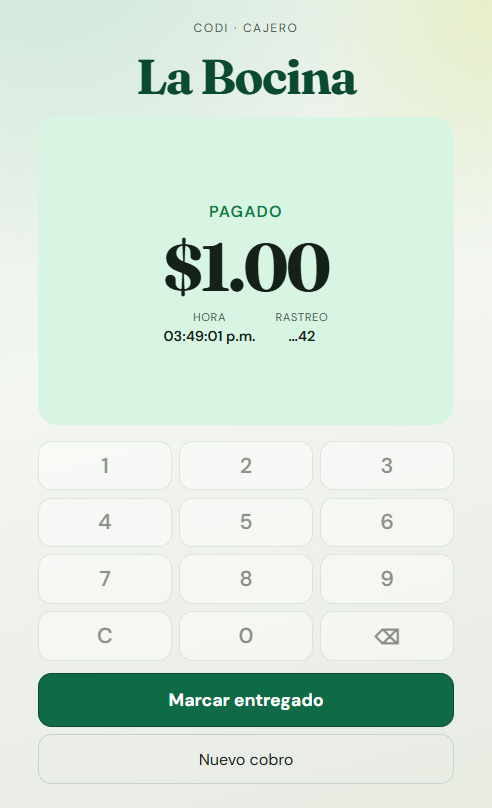 CODI · CAJERO
La Bocina
PAGADO
$1.00
HORA RASTREO
03:49:01 p.m. ...42
1 2 3
4 5 6
7 8 9
C 0 ⌫
Marcar entregado
Nuevo cobro